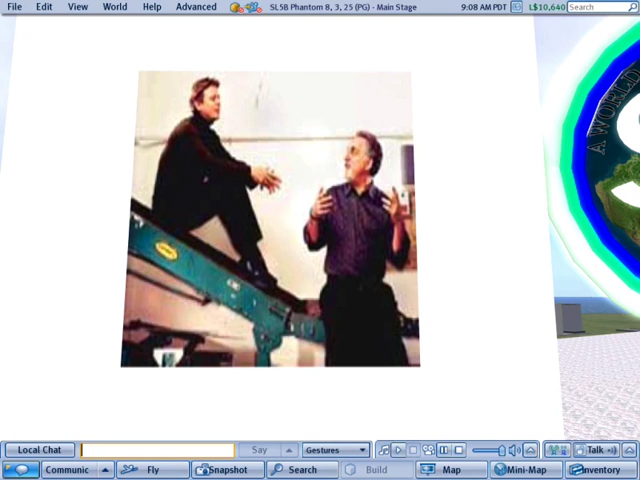 File Edit View World Help Advanced SL5B Phantom 8, 3, 25 (PG) - Main Stage 9:08 AM PDT L$10,640 Search
A WORLD
Local Chat Say Gestures Talk
Communic Fly Snapshot Search Build Map Mini-Map Inventory